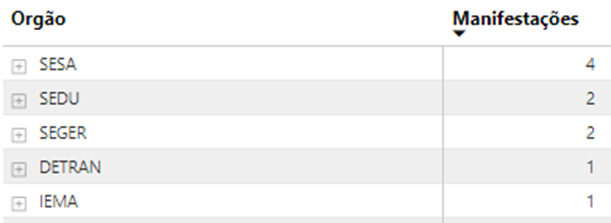 Orgão Manifestações
SESA 4
SEDU 2
SEGER 2
DETRAN 1
IEMA 1